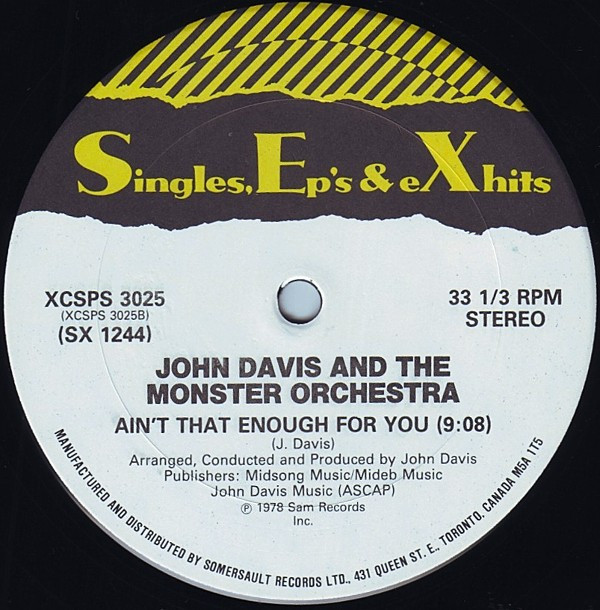 Singles, Ep's & eXhits
XCSPS 3025
(XCSPS 3025B)
(SX 1244)
33 1/3 RPM
STEREO
JOHN DAVIS AND THE
MONSTER ORCHESTRA
AIN'T THAT ENOUGH FOR YOU (9:08)
(J. Davis)
Arranged, Conducted and Produced by John Davis
Publishers: Midsong Music/Mideb Music
John Davis Music (ASCAP)
℗ 1978 Sam Records
Inc.
MANUFACTURED AND DISTRIBUTED BY SOMERSAULT RECORDS LTD., 431 QUEEN ST. E., TORONTO, CANADA M5A 1T5